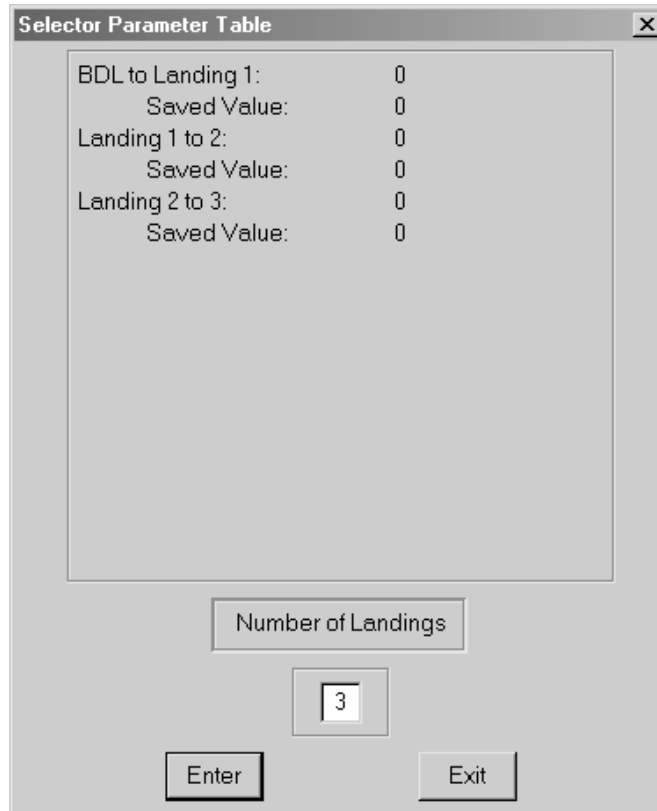 Selector Parameter Table
BDL to Landing 1: 0
Saved Value: 0
Landing 1 to 2: 0
Saved Value: 0
Landing 2 to 3: 0
Saved Value: 0
Number of Landings
3
Enter Exit